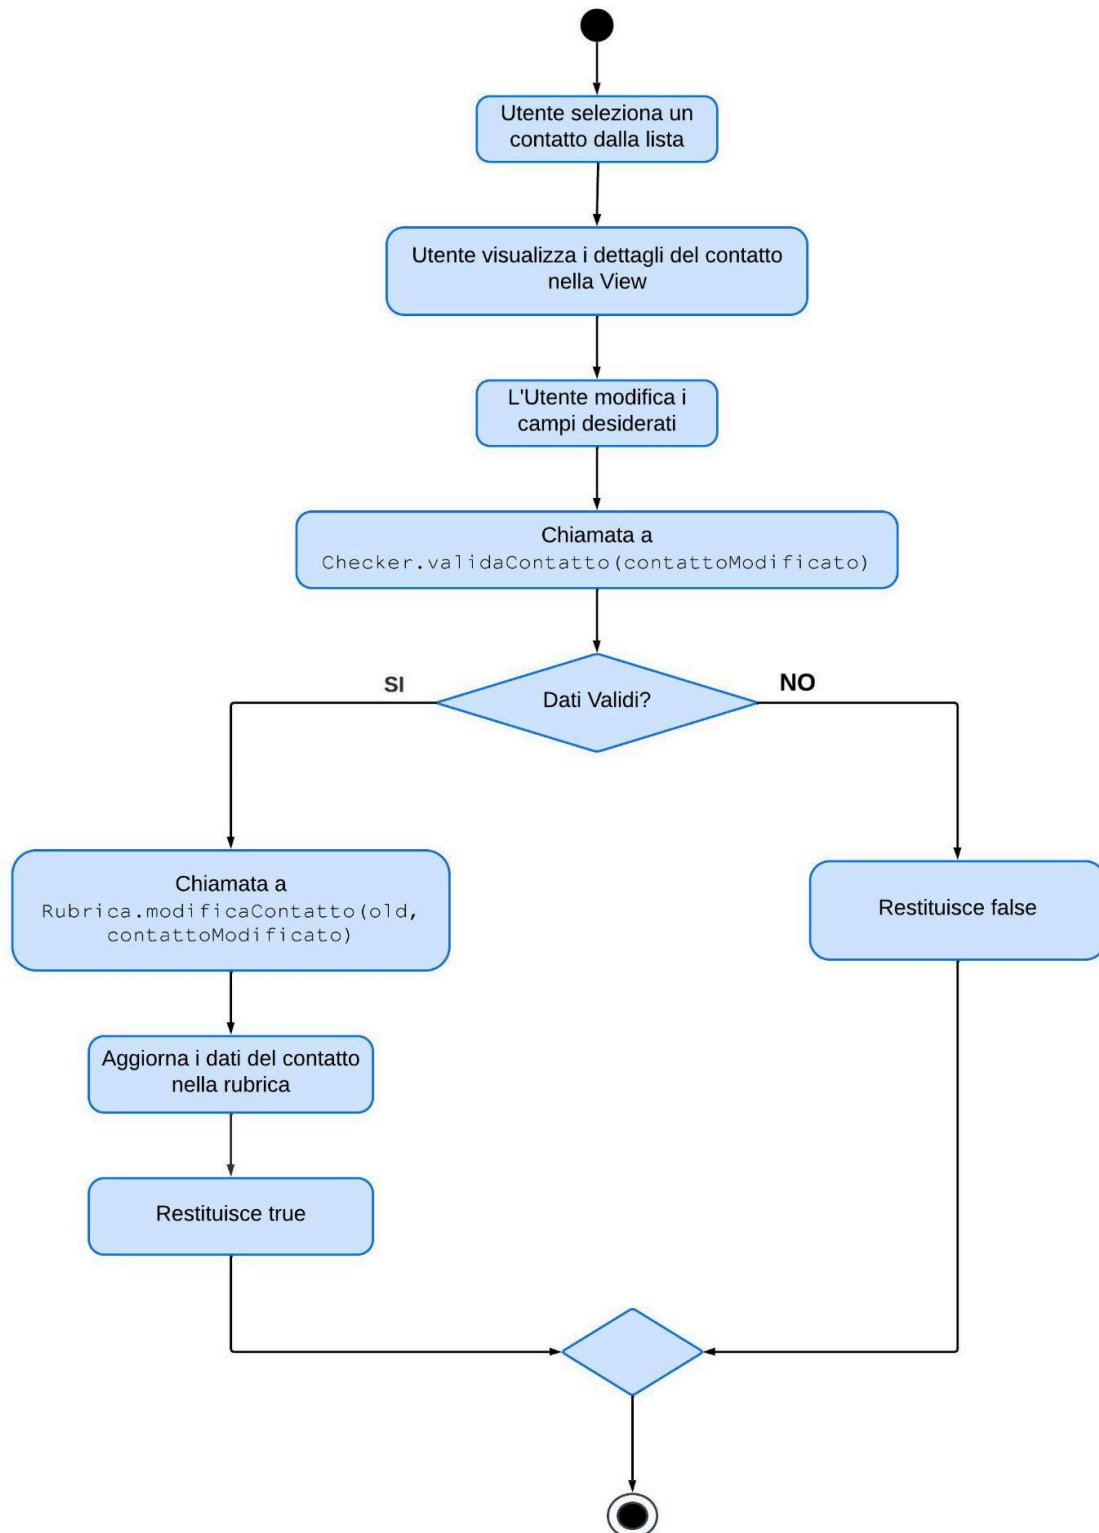 Utente seleziona un
contatto dalla lista
Utente visualizza i dettagli del contatto
nella View
L'Utente modifica i
campi desiderati
Chiamata a
Checker.validaContatto(contattoModificato)
Dati Validi?
SI
NO
Chiamata a
Rubrica.modificaContatto(old,
contattoModificato)
Restituisce false
Aggiorna i dati del contatto
nella rubrica
Restituisce true